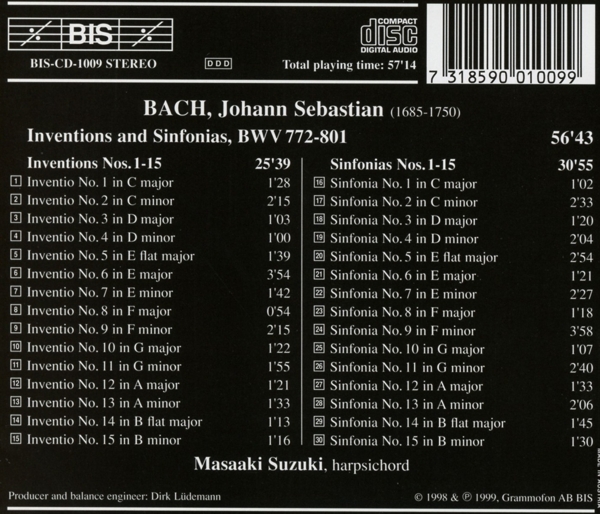 BIS
COMPACT
disc
DIGITAL AUDIO
BIS-CD-1009 STEREO
DDD
Total playing time: 57'14
7 318590 010099
BACH, Johann Sebastian (1685-1750)
Inventions and Sinfonias, BWV 772-801 56'43
Inventions Nos. 1-15 25'39
1 Inventio No. 1 in C major 1'28
2 Inventio No. 2 in C minor 2'15
3 Inventio No. 3 in D major 1'03
4 Inventio No. 4 in D minor 1'00
5 Inventio No. 5 in E flat major 1'39
6 Inventio No. 6 in E major 3'54
7 Inventio No. 7 in E minor 1'42
8 Inventio No. 8 in F major 0'54
9 Inventio No. 9 in F minor 2'15
10 Inventio No. 10 in G major 1'22
11 Inventio No. 11 in G minor 1'55
12 Inventio No. 12 in A major 1'21
13 Inventio No. 13 in A minor 1'33
14 Inventio No. 14 in B flat major 1'13
15 Inventio No. 15 in B minor 1'16
Sinfonias Nos. 1-15 30'55
16 Sinfonia No. 1 in C major 1'02
17 Sinfonia No. 2 in C minor 2'33
18 Sinfonia No. 3 in D major 1'20
19 Sinfonia No. 4 in D minor 2'04
20 Sinfonia No. 5 in E flat major 2'54
21 Sinfonia No. 6 in E major 1'21
22 Sinfonia No. 7 in E minor 2'27
23 Sinfonia No. 8 in F major 1'18
24 Sinfonia No. 9 in F minor 3'58
25 Sinfonia No. 10 in G major 1'07
26 Sinfonia No. 11 in G minor 2'40
27 Sinfonia No. 12 in A major 1'33
28 Sinfonia No. 13 in A minor 2'06
29 Sinfonia No. 14 in B flat major 1'45
30 Sinfonia No. 15 in B minor 1'30
Masaaki Suzuki, harpsichord
Producer and balance engineer: Dirk Lüdemann
© 1998 & ℗ 1999, Grammofon AB BIS